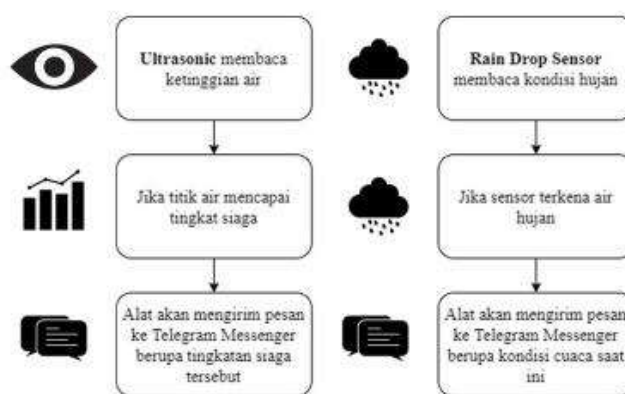 Ultrasonic membaca
ketinggian air
Jika titik air mencapai
tingkat siaga
Alat akan mengirim pesan
ke Telegram Messenger
berupa tingkatan siaga
tersebut
Rain Drop Sensor
membaca kondisi hujan
Jika sensor terkena air
hujan
Alat akan mengirim pesan
ke Telegram Messenger
berupa kondisi cuaca saat
ini